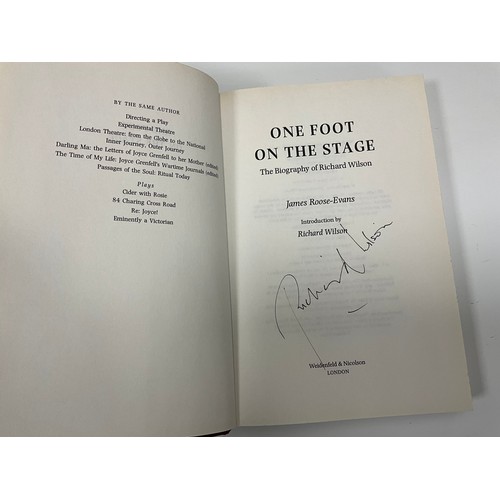 BY THE SAME AUTHOR
Directing a Play
Experimental Theatre
London Theatre: from the Globe to the National
Inner Journey, Outer Journey
Darling Ma: the Letters of Joyce Grenfell to her Mother (edited)
The Time of My Life: Joyce Grenfell's Wartime Journals (edited)
Passages of the Soul: Ritual Today
Plays
Cider with Rosie
84 Charing Cross Road
Re: Joyce!
Eminently a Victorian
ONE FOOT
ON THE STAGE
The Biography of Richard Wilson
James Roose-Evans
Introduction by
Richard Wilson
Richard Wilson
Weidenfeld & Nicolson
LONDON